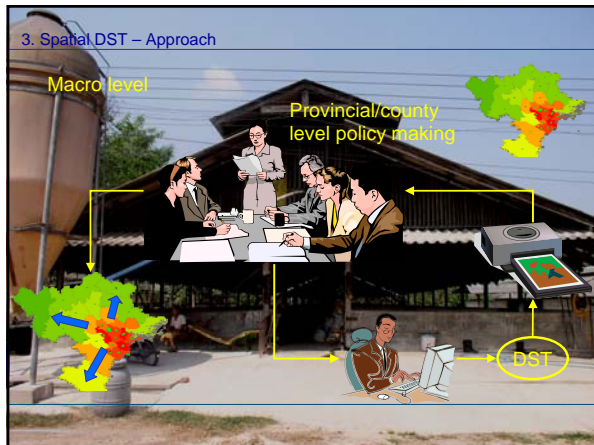 3. Spatial DST – Approach
Macro level
Provincial/county
level policy making
DST